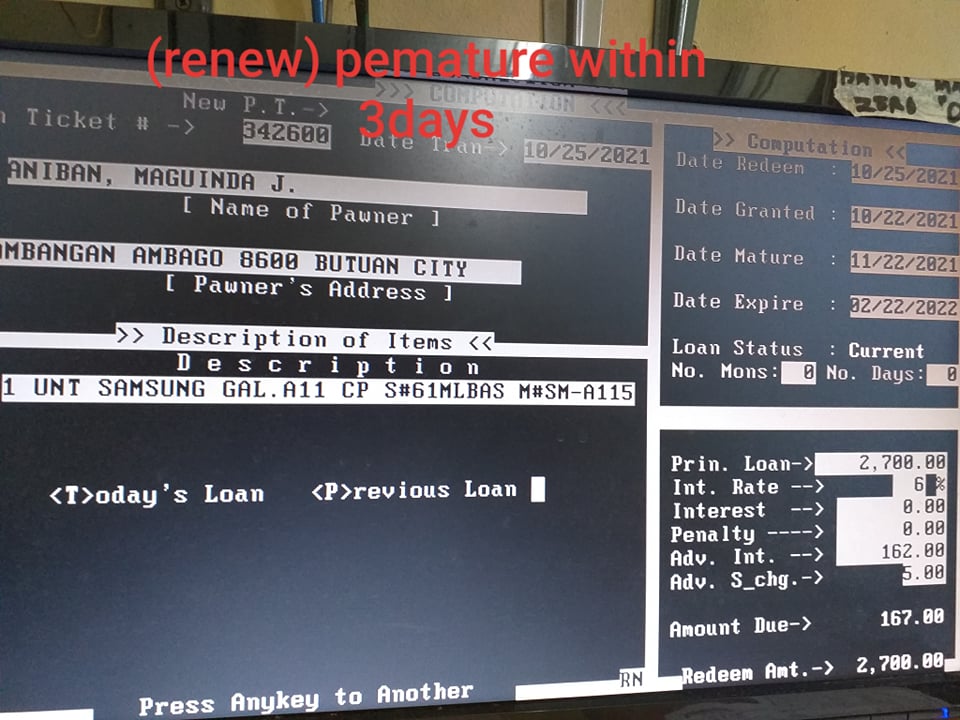 (renew) pemature within
3days
>>> COMPUTATION <<<
New P.T.->
Ticket # -> 342600 Date Tran-> 10/25/2021
ANIBAN, MAGUINDA J.
[ Name of Pawner ]
MBANGAN AMBAGO 8600 BUTUAN CITY
[ Pawner's Address ]
>> Description of Items <<
D e s c r i p t i o n
1 UNT SAMSUNG GAL.A11 CP S#61MLBAS M#SM-A115
<T>oday's Loan <P>revious Loan
RN
Press Anykey to Another
>> Computation <<
Date Redeem : 10/25/2021
Date Granted : 10/22/2021
Date Mature : 11/22/2021
Date Expire : 02/22/2022
Loan Status : Current
No. Mons: 0 No. Days: 0
Prin. Loan-> 2,700.00
Int. Rate --> 6 %
Interest --> 0.00
Penalty ----> 0.00
Adv. Int. --> 162.00
Adv. S_chg.-> 5.00
Amount Due-> 167.00
Redeem Amt.-> 2,700.00
ZERO